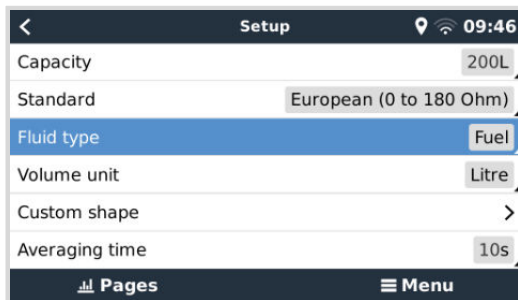 Setup 09:46
Capacity 200L
Standard European (0 to 180 Ohm)
Fluid type Fuel
Volume unit Litre
Custom shape
Averaging time 10s
Pages Menu